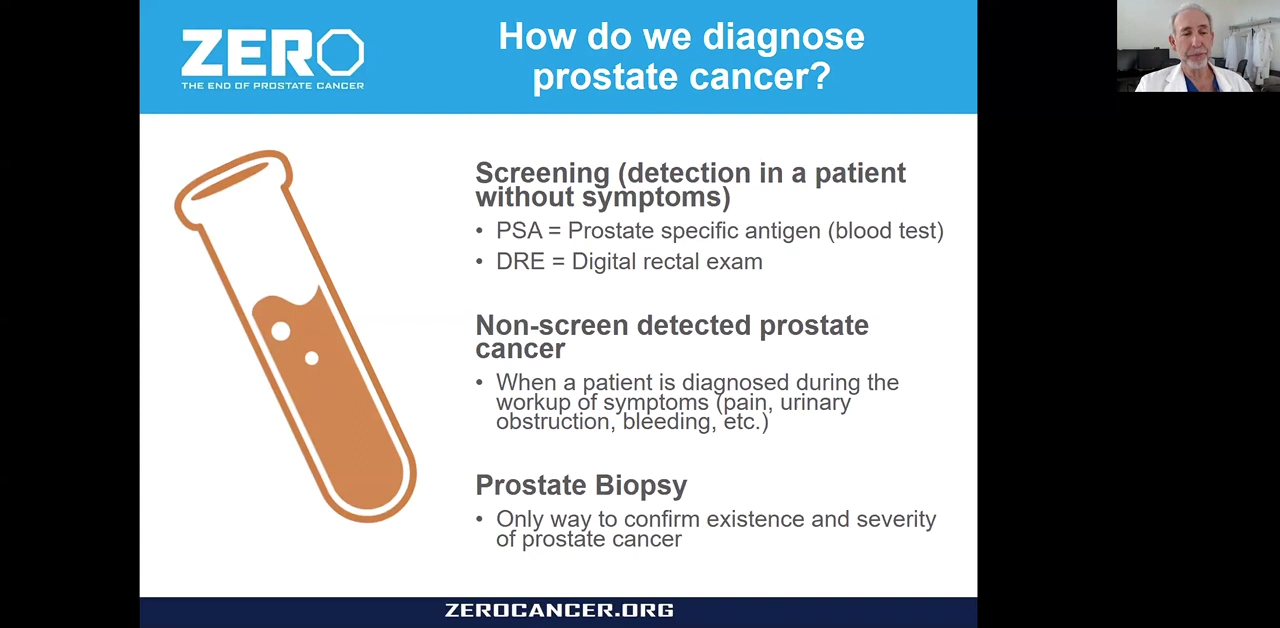 ZERO
THE END OF PROSTATE CANCER
How do we diagnose
prostate cancer?
Screening (detection in a patient
without symptoms)
• PSA = Prostate specific antigen (blood test)
• DRE = Digital rectal exam
Non-screen detected prostate
cancer
• When a patient is diagnosed during the
workup of symptoms (pain, urinary
obstruction, bleeding, etc.)
Prostate Biopsy
• Only way to confirm existence and severity
of prostate cancer
ZEROCANCER.ORG